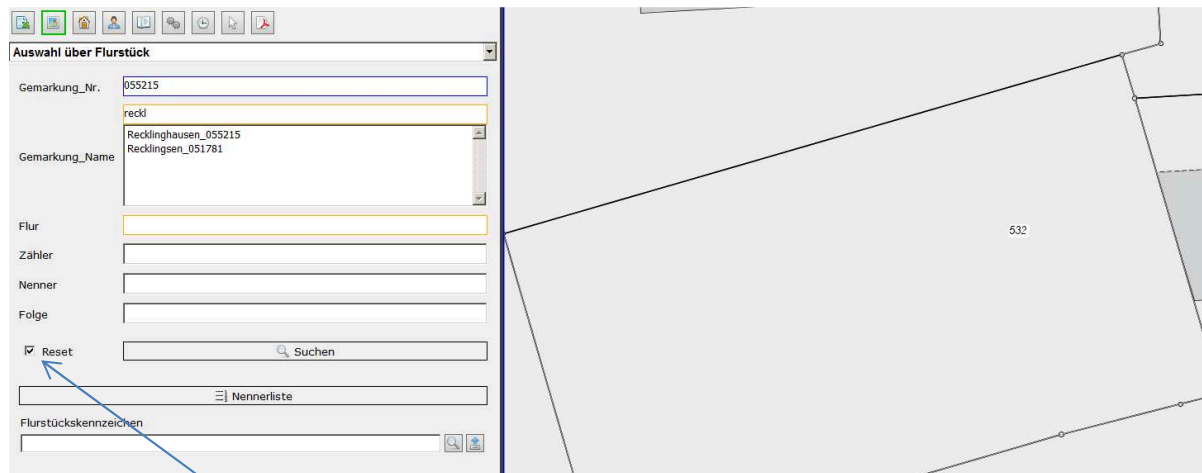 Auswahl über Flurstück
Gemarkung_Nr. 055215
reckl
Gemarkung_Name
Recklinghausen_055215
Recklingsen_051781
Flur
Zähler
Nenner
Folge
Reset Suchen
Nennerliste
Flurstückskennzeichen
532